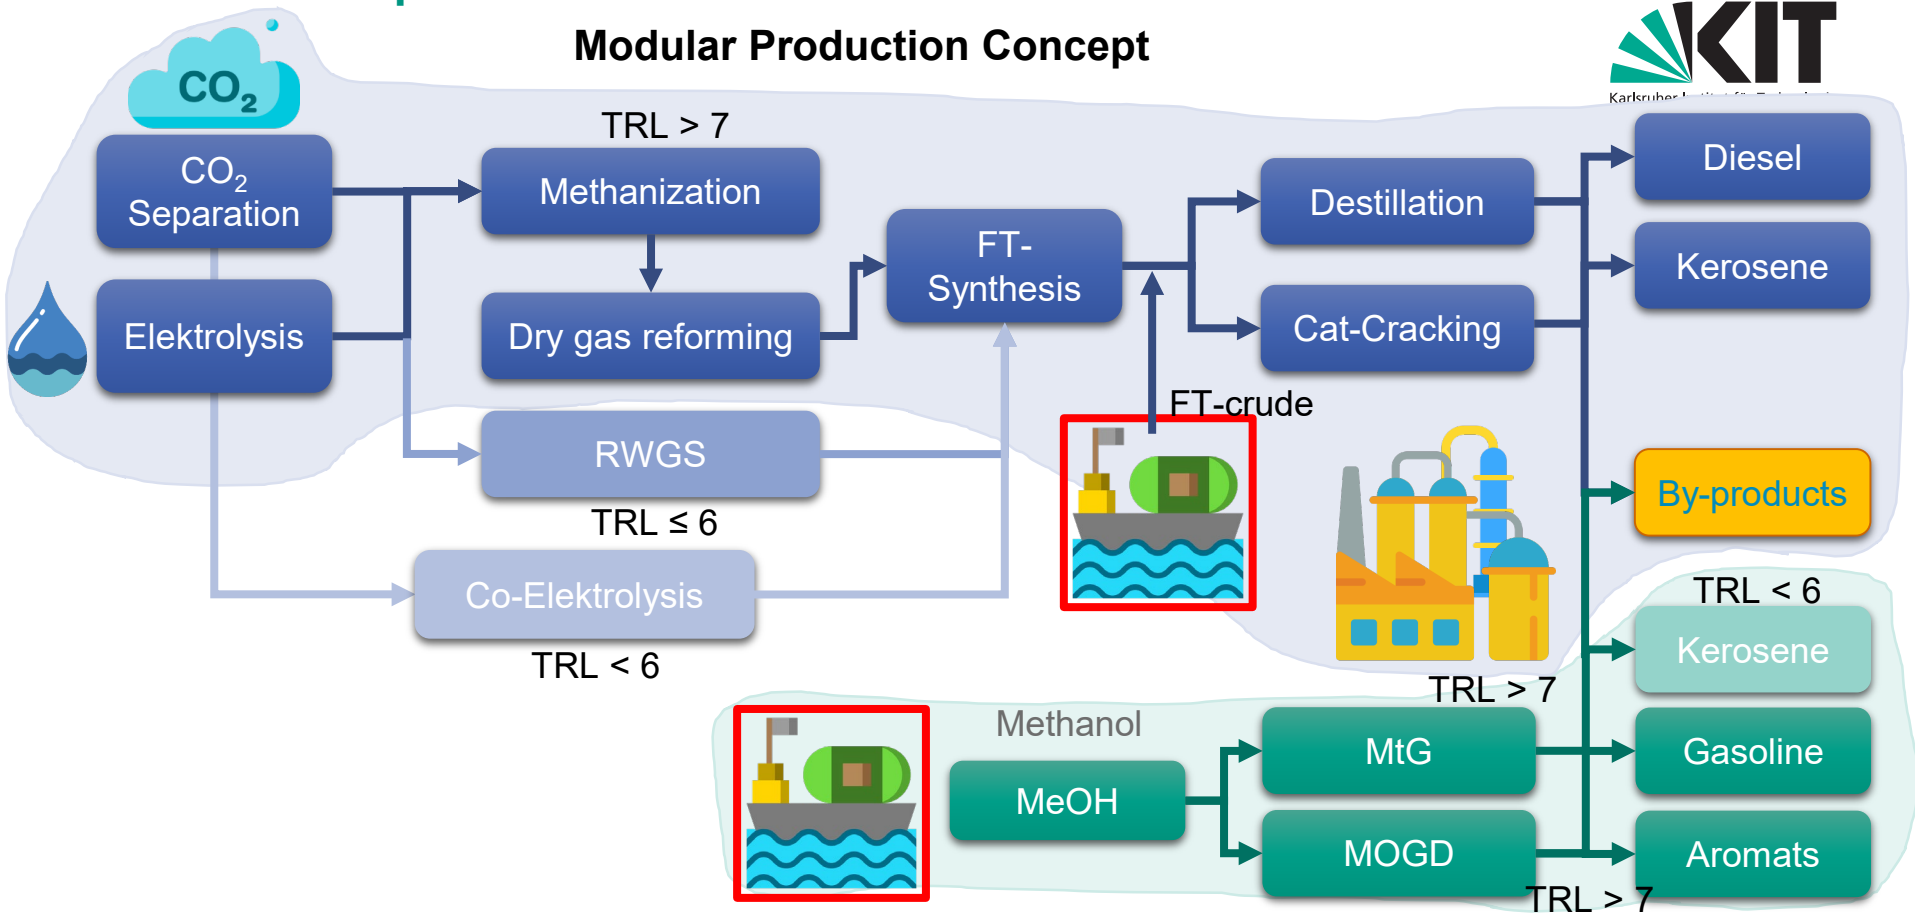 Modular Production Concept
KIT
CO2
TRL > 7
CO2
Separation
Methanization
Destillation
Diesel
FT-
Synthesis
Kerosene
Elektrolysis
Dry gas reforming
Cat-Cracking
FT-crude
RWGS
By-products
TRL ≤ 6
Co-Elektrolysis
TRL < 6
TRL < 6
Kerosene
TRL > 7
Methanol
MtG
Gasoline
MeOH
MOGD
Aromats
TRL > 7